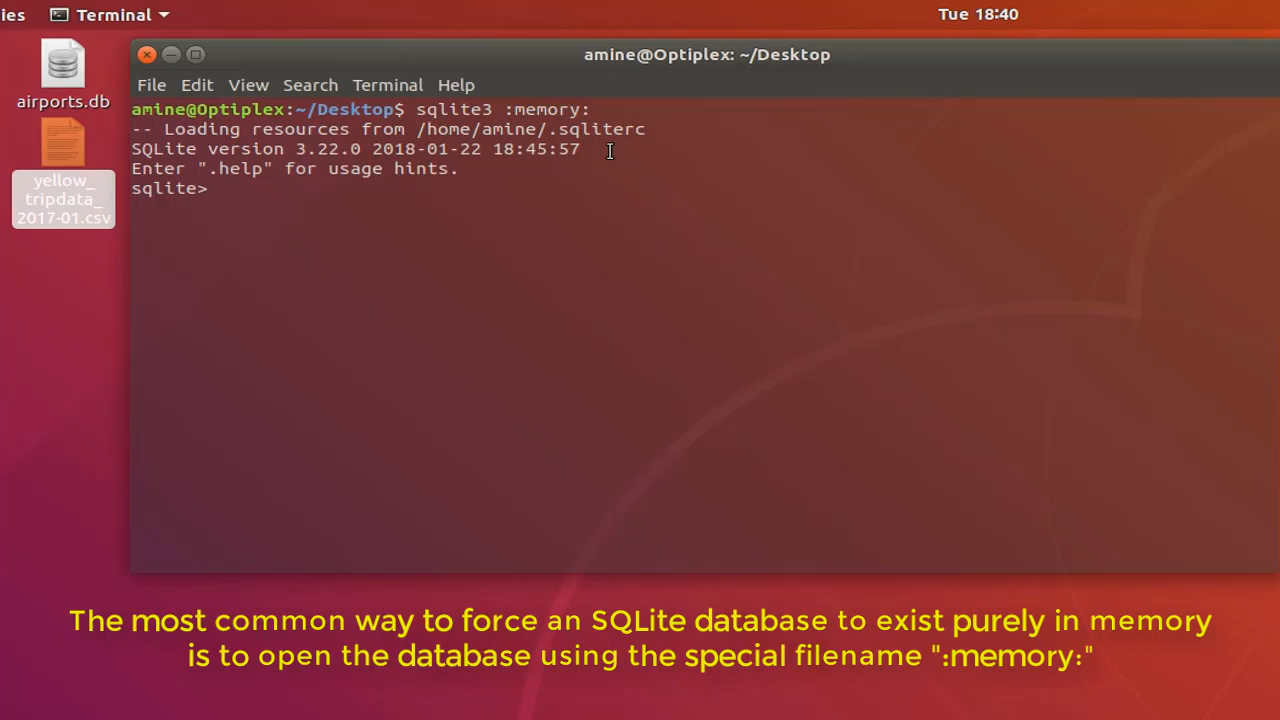 ies Terminal Tue 18:40
airports.db
yellow_
tripdata_
2017-01.csv
amine@Optiplex: ~/Desktop
File Edit View Search Terminal Help
amine@Optiplex:~/Desktop$ sqlite3 :memory:
-- Loading resources from /home/amine/.sqliterc
SQLite version 3.22.0 2018-01-22 18:45:57
Enter ".help" for usage hints.
sqlite>
The most common way to force an SQLite database to exist purely in memory
is to open the database using the special filename ":memory:"